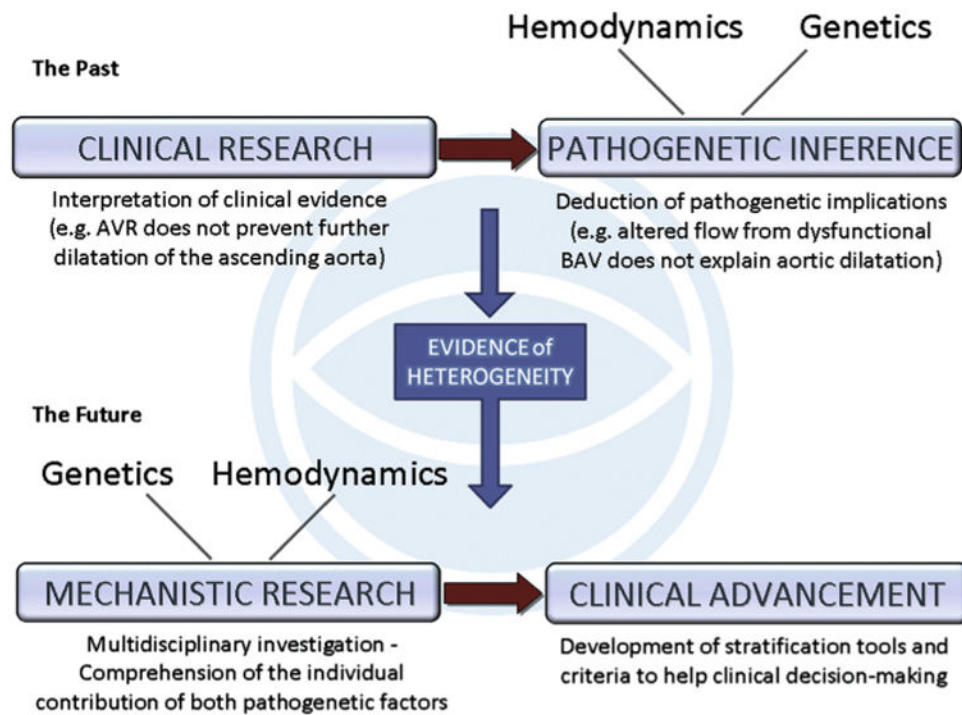 Hemodynamics
Genetics
The Past
CLINICAL RESEARCH
PATHOGENETIC INFERENCE
Interpretation of clinical evidence
(e.g. AVR does not prevent further
dilatation of the ascending aorta)
Deduction of pathogenetic implications
(e.g. altered flow from dysfunctional
BAV does not explain aortic dilatation)
EVIDENCE of
HETEROGENEITY
The Future
Genetics
Hemodynamics
MECHANISTIC RESEARCH
CLINICAL ADVANCEMENT
Multidisciplinary investigation -
Comprehension of the individual
contribution of both pathogenetic factors
Development of stratification tools and
criteria to help clinical decision-making